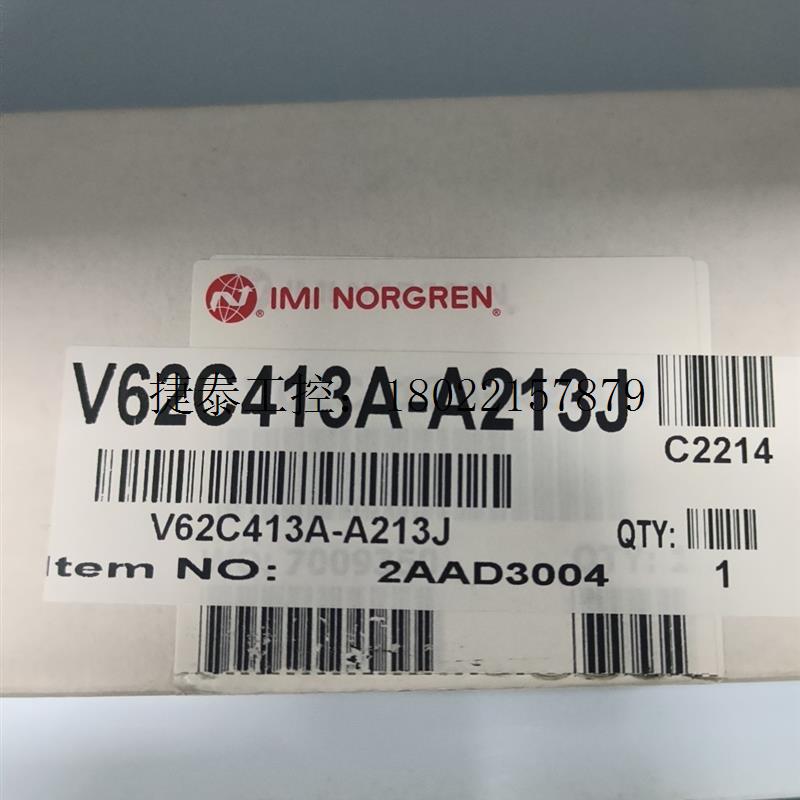 IMI NORGREN
V62C413A-A213J
捷泰工控: 18022157879
C2214
V62C413A-A213J
QTY:
Item NO: 2AAD3004 1